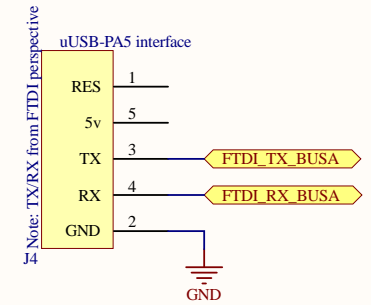 uUSB-PA5 interface
Note: TX/RX from FTDI perspective
RES 1
5v 5
TX 3 FTDI_TX_BUSA
RX 4 FTDI_RX_BUSA
GND 2
J4
GND